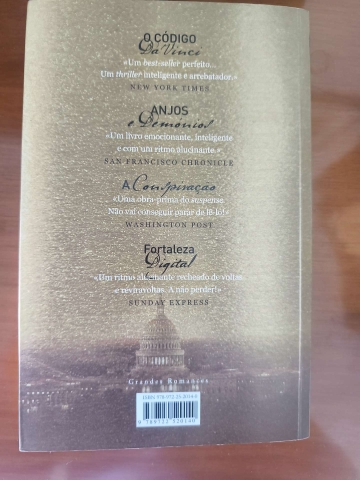 O CÓDIGO
Da Vinci
«Um best-seller perfeito...
Um thriller inteligente e arrebatador.»
NEW YORK TIMES
ANJOS
e Demónios
«Um livro emocionante, inteligente
e com um ritmo alucinante.»
SAN FRANCISCO CHRONICLE
A Conspiração
«Uma obra-prima do suspense
Não vai conseguir parar de lê-lo!»
WASHINGTON POST
Fortaleza
Digital
«Um ritmo alucinante recheado de voltas
e reviravoltas. A não perder!»
SUNDAY EXPRESS
Grandes Romances